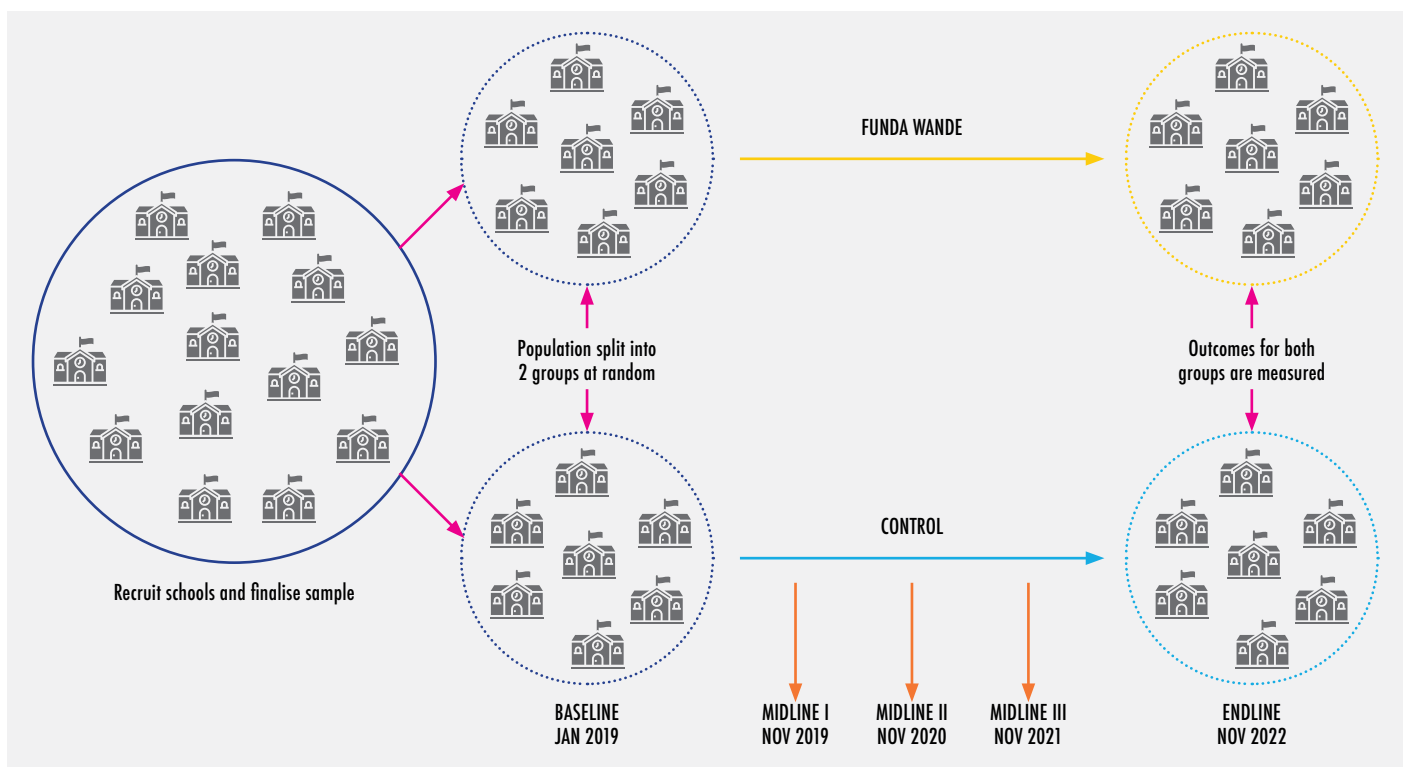 FUNDA WANDE
Population split into
2 groups at random
Outcomes for both
groups are measured
CONTROL
Recruit schools and finalise sample
BASELINE
JAN 2019
MIDLINE I
NOV 2019
MIDLINE II
NOV 2020
MIDLINE III
NOV 2021
ENDLINE
NOV 2022